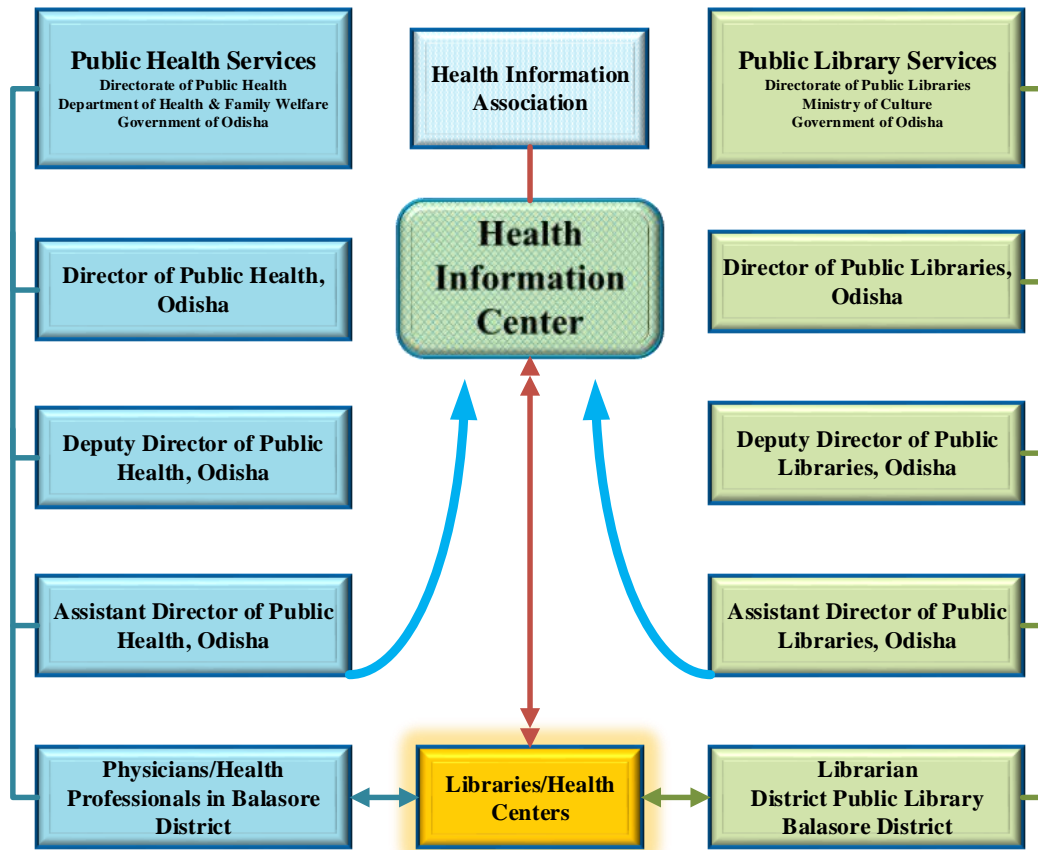 Public Health Services
Directorate of Public Health
Department of Health & Family Welfare
Government of Odisha
Health Information
Association
Public Library Services
Directorate of Public Libraries
Ministry of Culture
Government of Odisha
Health
Information
Center
Director of Public Health,
Odisha
Director of Public Libraries,
Odisha
Deputy Director of Public
Health, Odisha
Deputy Director of Public
Libraries, Odisha
Assistant Director of Public
Health, Odisha
Assistant Director of Public
Libraries, Odisha
Physicians/Health
Professionals in Balasore
District
Libraries/Health
Centers
Librarian
District Public Library
Balasore District